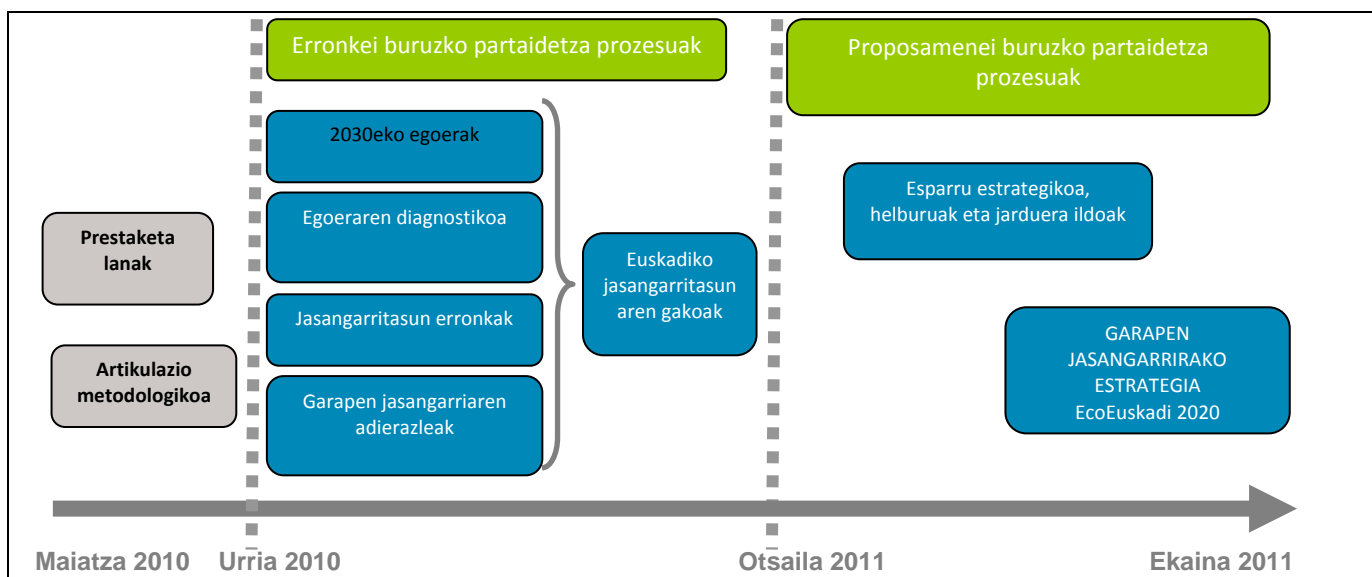 Erronkei buruzko partaidetza prozesuak
Proposamenei buruzko partaidetza
prozesuak
2030eko egoerak
Egoeraren diagnostikoa
Jasangarritasun erronkak
Garapen jasangarriaren
adierazleak
Prestaketa
lanak
Artikulazio
metodologikoa
Euskadiko
jasangarritasun
aren gakoak
Esparru estrategikoa,
helburuak eta jarduera ildoak
GARAPEN
JASANGARRIRAKO
ESTRATEGIA
EcoEuskadi 2020
Maiatza 2010
Urria 2010
Otsaila 2011
Ekaina 2011